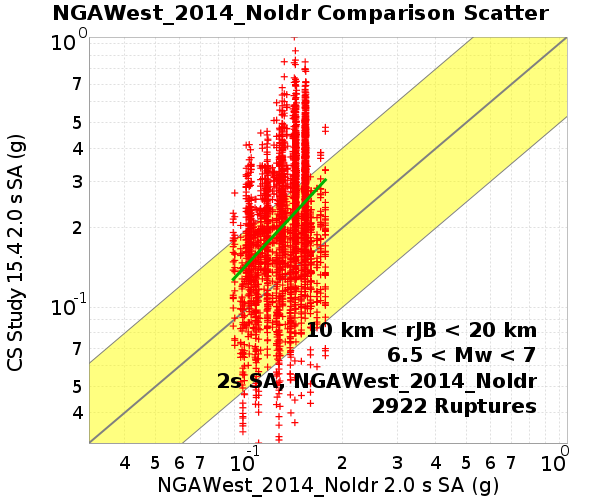 NGAWest_2014_NoIdr Comparison Scatter
CS Study 15.4 2.0 s SA (g)
10^0
7
5
4
3
2
10^-1
7
5
4
10 km < rJB < 20 km
6.5 < Mw < 7
2s SA, NGAWest_2014_NoIdr
2922 Ruptures
4 5 6 7 10^-1 2 3 4 5 6 7 10^0
NGAWest_2014_NoIdr 2.0 s SA (g)